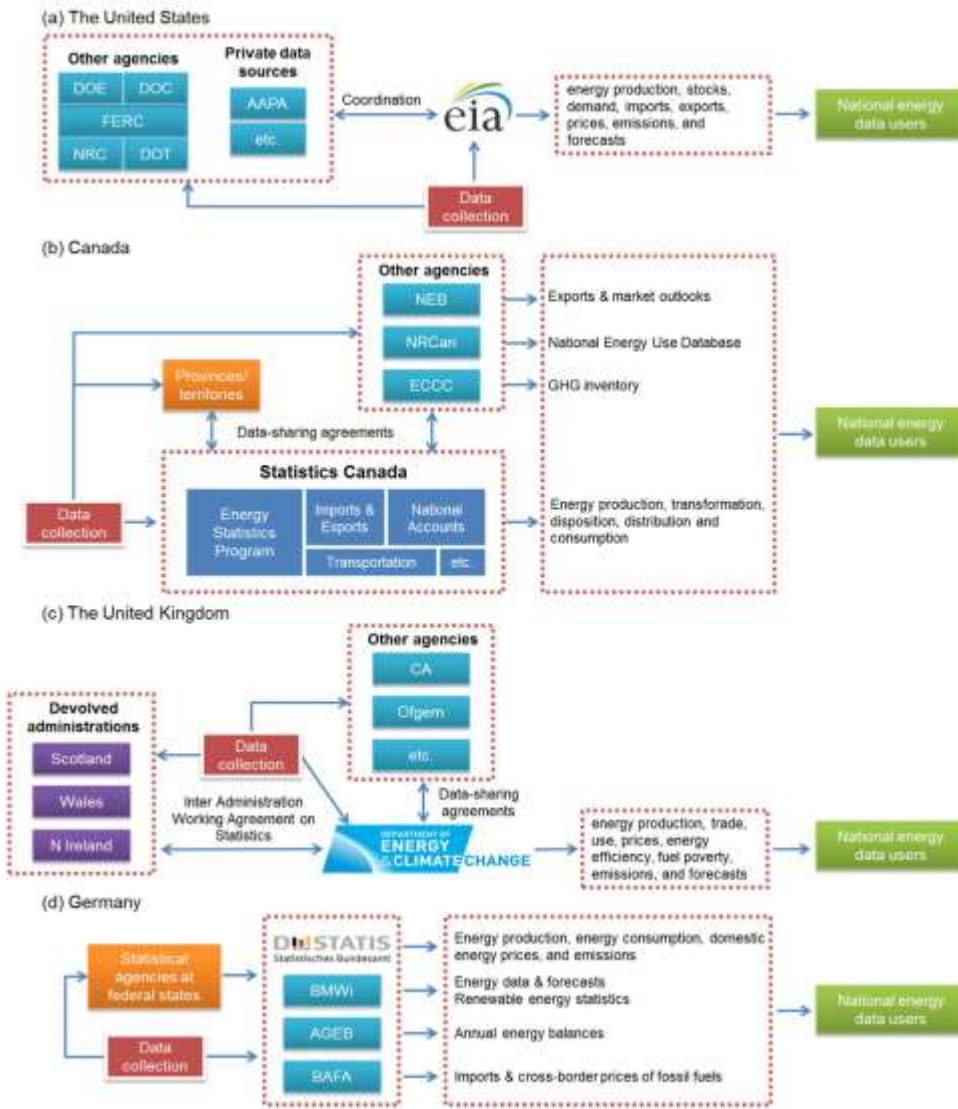 (a) The United States
Other agencies
DOE
DOC
FERC
NRC
DOT
Private data
sources
AAPA
etc.
Coordination
eia
energy production, stocks,
demand, imports, exports,
prices, emissions, and
forecasts
National energy
data users
Data
collection
(b) Canada
Other agencies
NEB
NRCan
ECCC
Exports & market outlooks
National Energy Use Database
GHG inventory
Provinces/
territories
Data-sharing agreements
National energy
data users
Statistics Canada
Data
collection
Energy
Statistics
Program
Imports &
Exports
National
Accounts
Transportation
etc.
Energy production, transformation,
disposition, distribution and
consumption
(c) The United Kingdom
Other agencies
CA
Ofgem
etc.
Devolved
administrations
Scotland
Wales
N Ireland
Data
collection
Inter Administration
Working Agreement on
Statistics
Data-sharing
agreements
DEPARTMENT OF
ENERGY
& CLIMATE CHANGE
energy production, trade,
use, prices, energy
efficiency, fuel poverty,
emissions, and forecasts
National energy
data users
(d) Germany
Statistical
agencies at
federal states
Data
collection
DESTATIS
Statistisches Bundesamt
BMWi
AGEB
BAFA
Energy production, energy consumption, domestic
energy prices, and emissions
Energy data & forecasts
Renewable energy statistics
Annual energy balances
Imports & cross-border prices of fossil fuels
National energy
data users